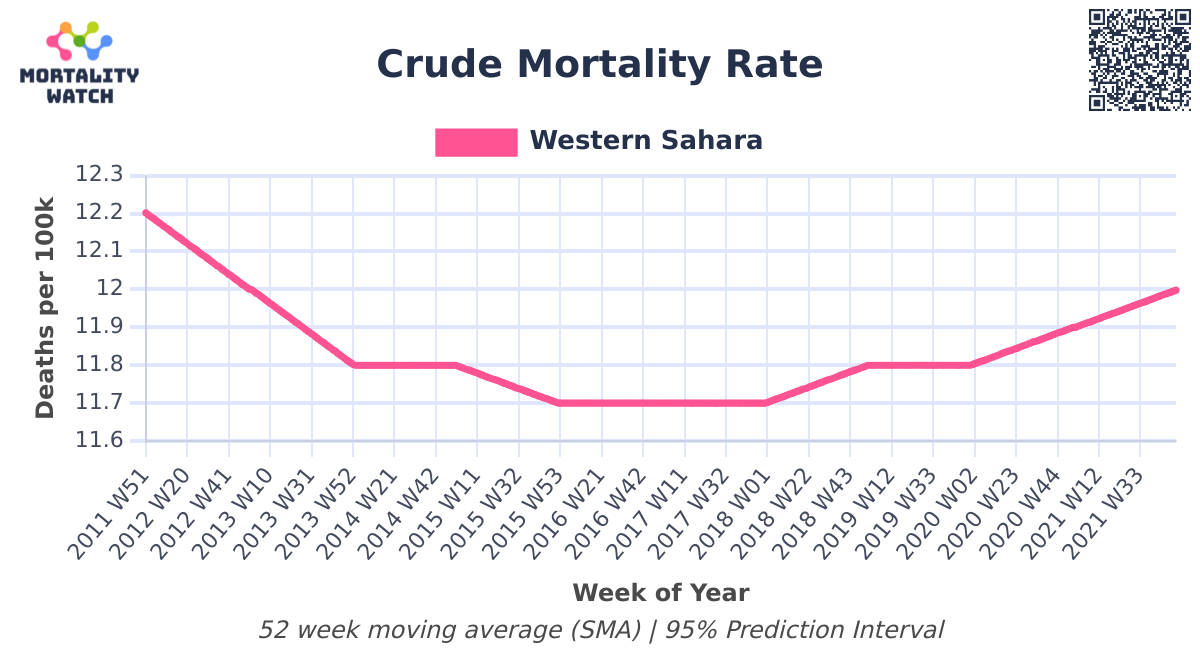 MORTALITY
WATCH
Crude Mortality Rate
Western Sahara
Deaths per 100k
12.3
12.2
12.1
12
11.9
11.8
11.7
11.6
2011 W51
2012 W20
2012 W41
2013 W10
2013 W31
2013 W52
2014 W21
2014 W42
2015 W11
2015 W32
2015 W53
2016 W21
2016 W42
2017 W11
2017 W32
2018 W01
2018 W22
2018 W43
2019 W12
2019 W33
2020 W02
2020 W23
2020 W44
2021 W12
2021 W33
Week of Year
52 week moving average (SMA) | 95% Prediction Interval